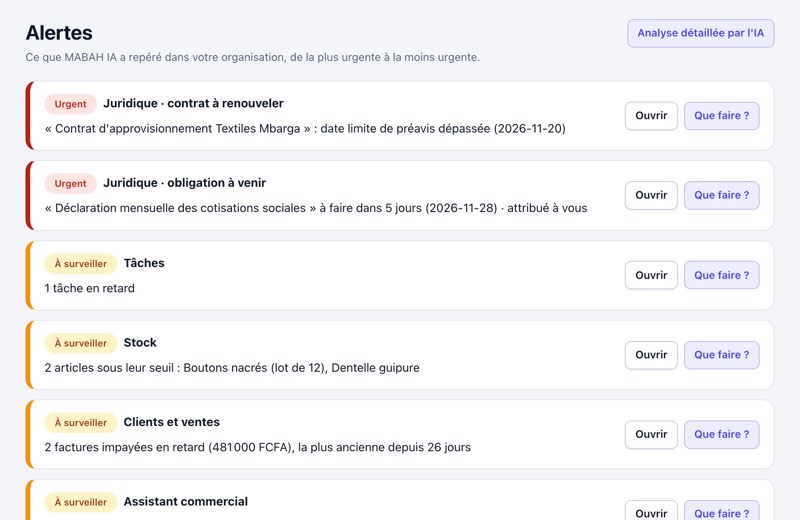 Alertes
Analyse détaillée par l'IA
Ce que MABAH IA a repéré dans votre organisation, de la plus urgente à la moins urgente.
Urgent Juridique · contrat à renouveler
« Contrat d'approvisionnement Textiles Mbarga » : date limite de préavis dépassée (2026-11-20)
Ouvrir Que faire ?
Urgent Juridique · obligation à venir
« Déclaration mensuelle des cotisations sociales » à faire dans 5 jours (2026-11-28) · attribué à vous
Ouvrir Que faire ?
À surveiller Tâches
1 tâche en retard
Ouvrir Que faire ?
À surveiller Stock
2 articles sous leur seuil : Boutons nacrés (lot de 12), Dentelle guipure
Ouvrir Que faire ?
À surveiller Clients et ventes
2 factures impayées en retard (481 000 FCFA), la plus ancienne depuis 26 jours
Ouvrir Que faire ?
À surveiller Assistant commercial
Ouvrir Que faire ?